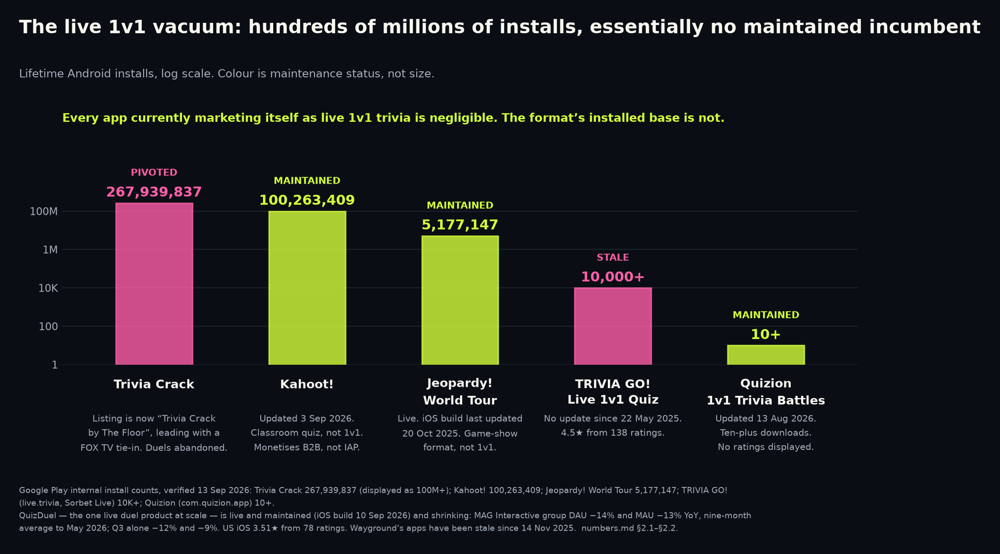 The live 1v1 vacuum: hundreds of millions of installs, essentially no maintained incumbent
Lifetime Android installs, log scale. Colour is maintenance status, not size.
Every app currently marketing itself as live 1v1 trivia is negligible. The format’s installed base is not.
PIVOTED
267,939,837
MAINTAINED
100,263,409
MAINTAINED
5,177,147
STALE
10,000+
MAINTAINED
10+
100M
1M
10K
100
1
Trivia Crack
Listing is now “Trivia Crack
by The Floor”, leading with a
FOX TV tie-in. Duels abandoned.
Kahoot!
Updated 3 Sep 2026.
Classroom quiz, not 1v1.
Monetises B2B, not IAP.
Jeopardy!
World Tour
Live. iOS build last updated
20 Oct 2025. Game-show
format, not 1v1.
TRIVIA GO!
Live 1v1 Quiz
No update since 22 May 2025.
4.5★ from 138 ratings.
Quizion
1v1 Trivia Battles
Updated 13 Aug 2026.
Ten-plus downloads.
No ratings displayed.
Google Play internal install counts, verified 13 Sep 2026: Trivia Crack 267,939,837 (displayed as 100M+); Kahoot! 100,263,409; Jeopardy! World Tour 5,177,147; TRIVIA GO!
(live.trivia, Sorbet Live) 10K+; Quizion (com.quizion.app) 10+.
QuizDuel — the one live duel product at scale — is live and maintained (iOS build 10 Sep 2026) and shrinking: MAG Interactive group DAU −14% and MAU −13% YoY, nine-month
average to May 2026; Q3 alone −12% and −9%. US iOS 3.51★ from 78 ratings. Wayground’s apps have been stale since 14 Nov 2025.  numbers.md §2.1–§2.2.